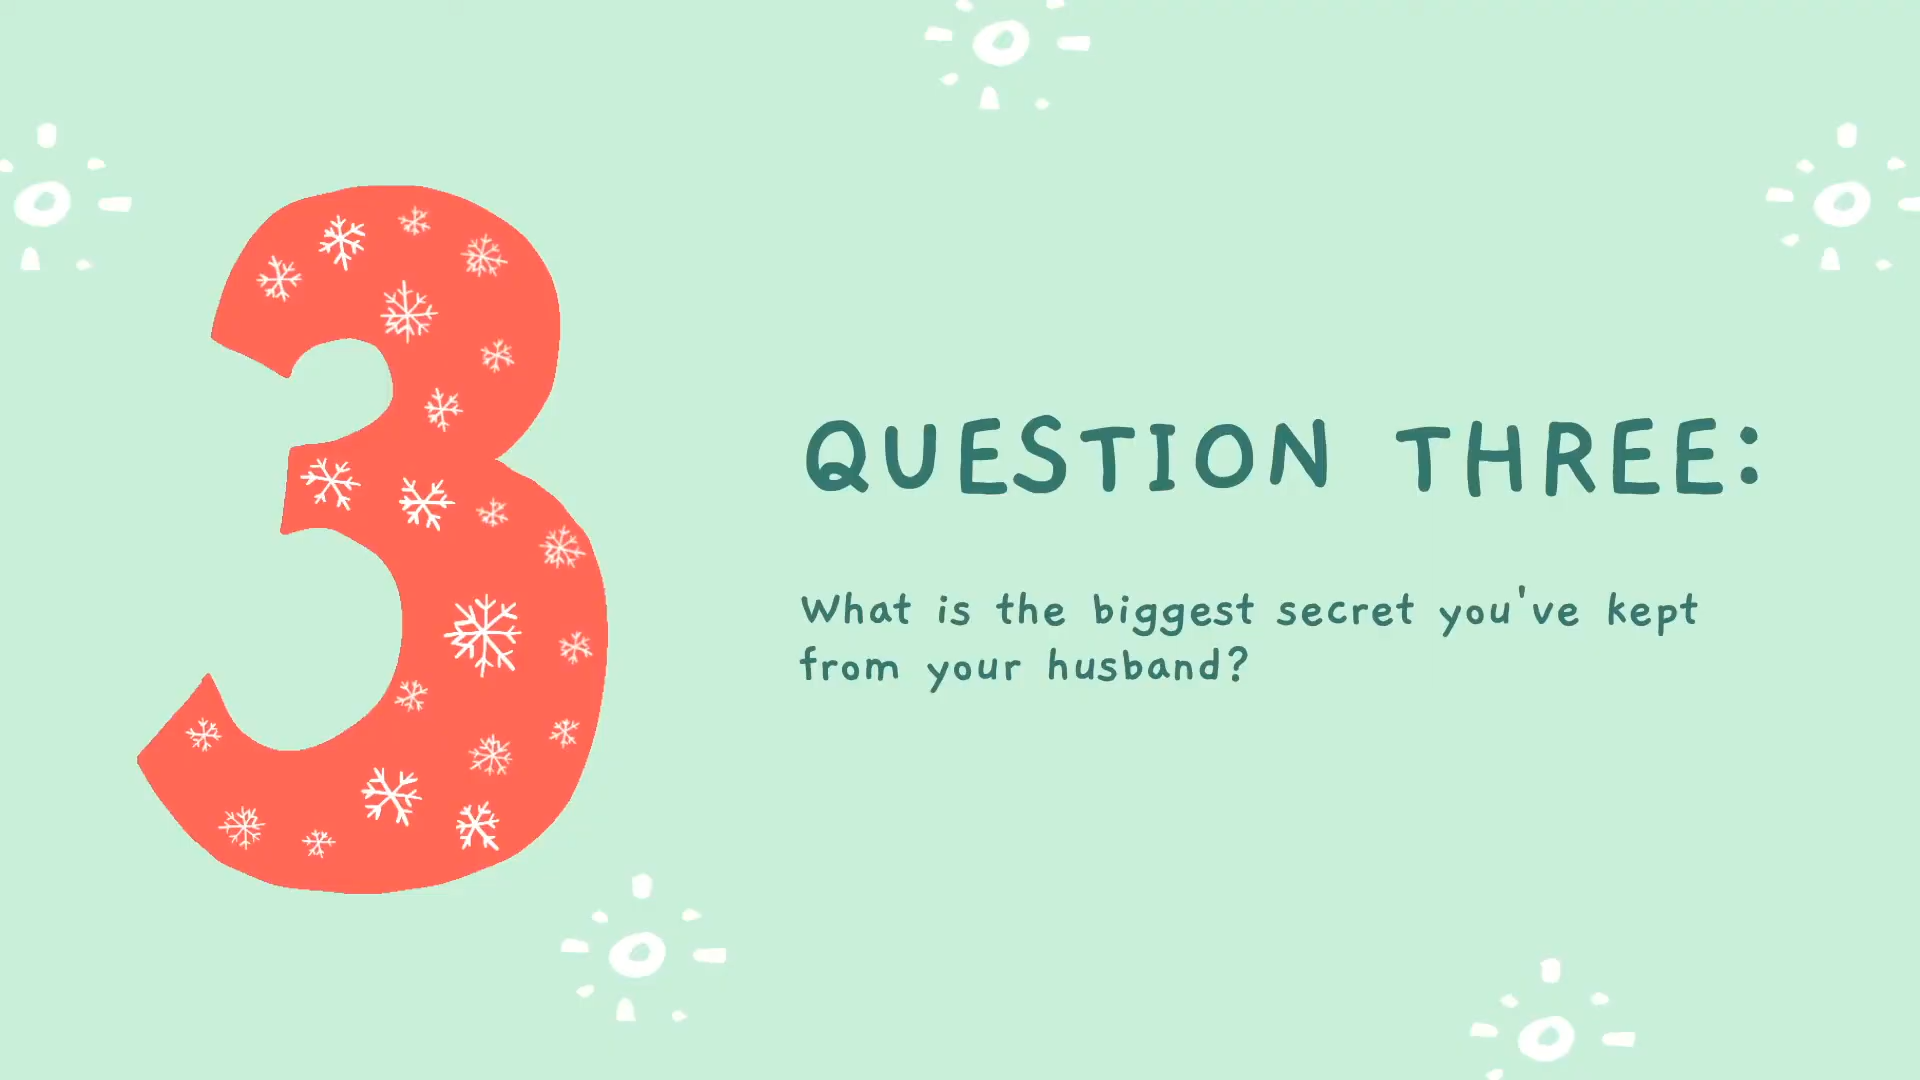 3
QUESTION THREE:
What is the biggest secret you've kept
from your husband?